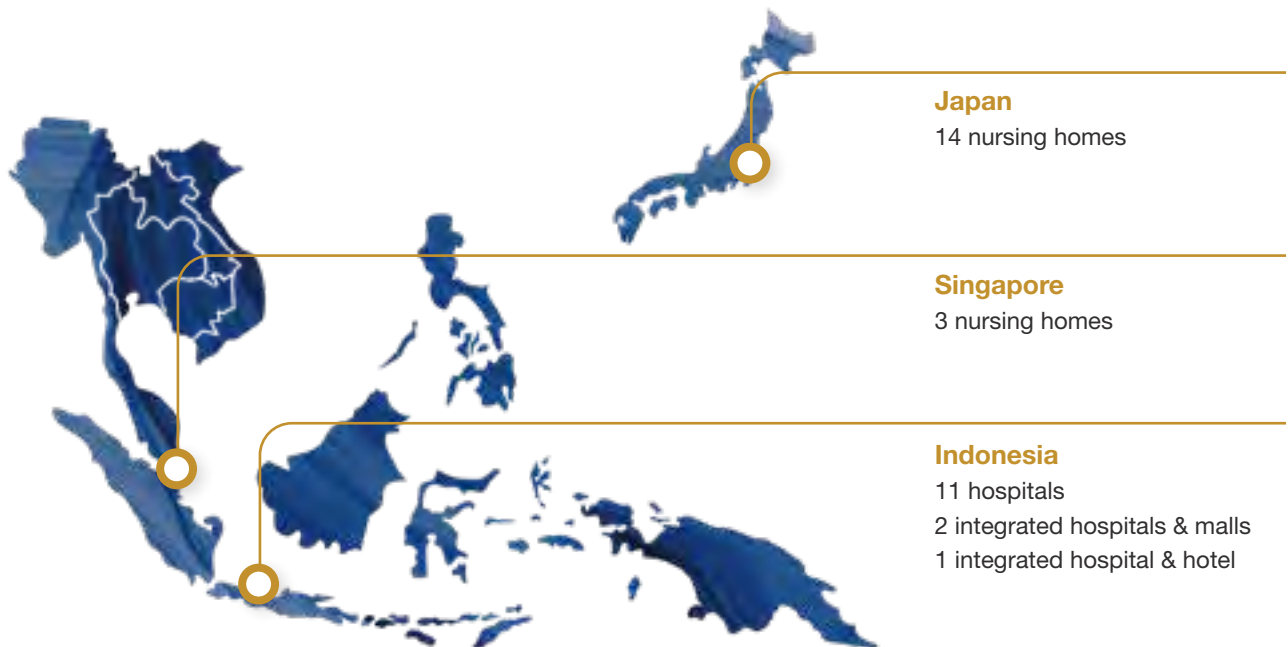 Japan
14 nursing homes
Singapore
3 nursing homes
Indonesia
11 hospitals
2 integrated hospitals & malls
1 integrated hospital & hotel